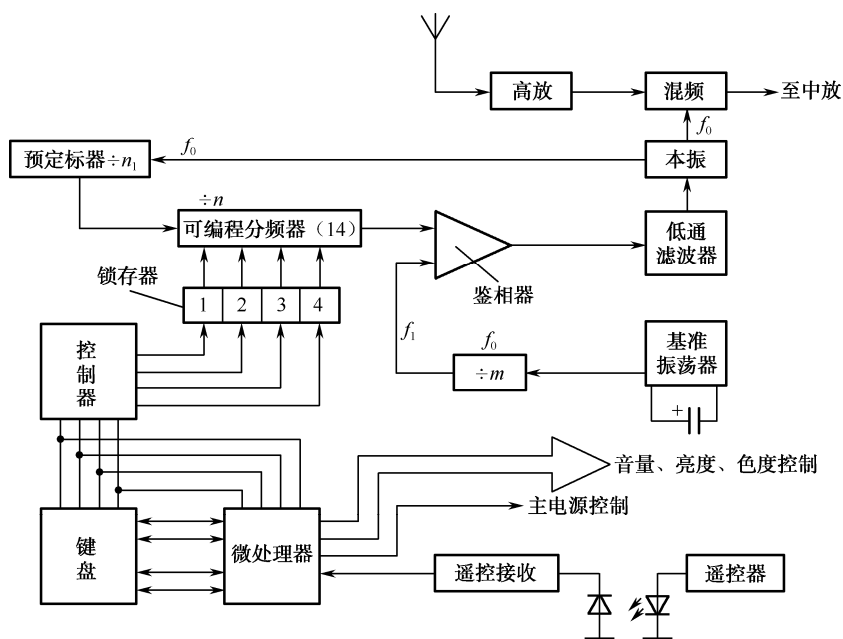 高放
混频
至中放
f₀
预定标器÷n₁
f₀
本振
÷n
可编程分频器（14）
低通
滤波器
锁存器
鉴相器
1 2 3 4
控
制
器
f₁
f₀
÷m
基准
振荡器
+
音量、亮度、色度控制
主电源控制
键
盘
微处理器
遥控接收
遥控器